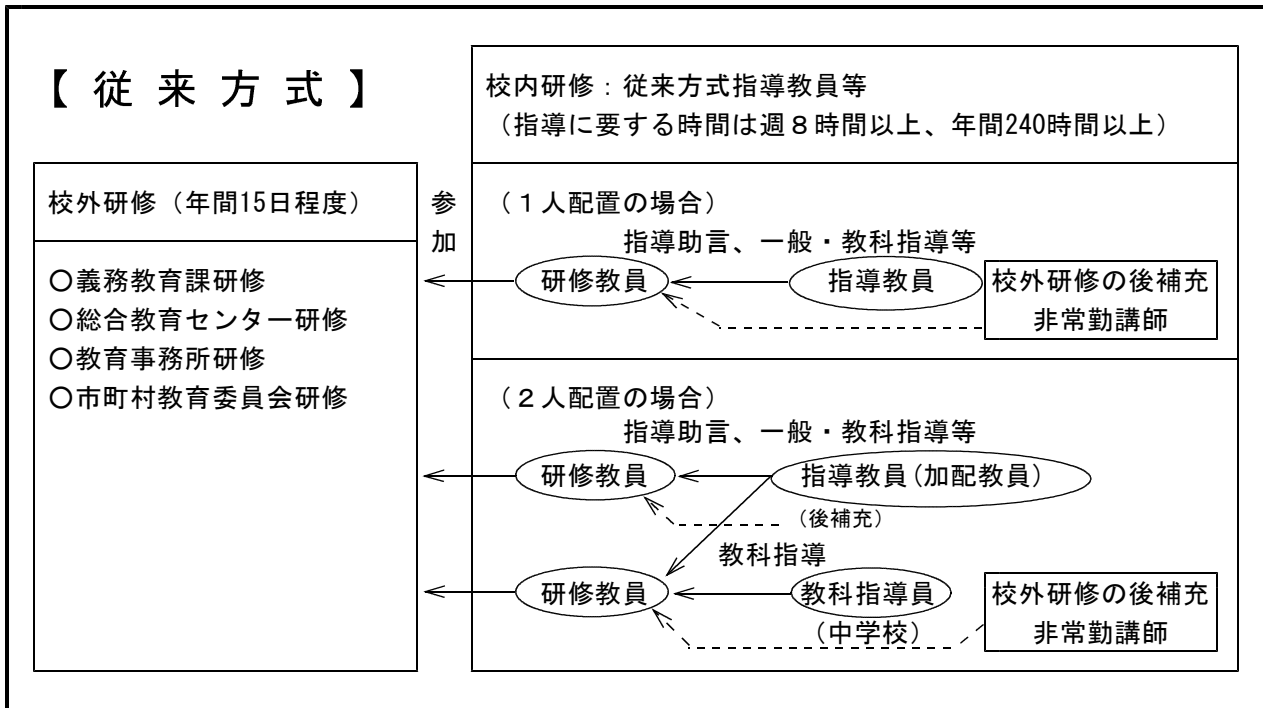 【 従 来 方 式 】
校内研修：従来方式指導教員等
（指導に要する時間は週８時間以上、年間240時間以上）
校外研修（年間15日程度）
○義務教育課研修
○総合教育センター研修
○教育事務所研修
○市町村教育委員会研修
参
加
（１人配置の場合）
指導助言、一般・教科指導等
研修教員
指導教員
校外研修の後補充
非常勤講師
（２人配置の場合）
指導助言、一般・教科指導等
研修教員
指導教員(加配教員)
（後補充）
教科指導
研修教員
教科指導員
（中学校）
校外研修の後補充
非常勤講師